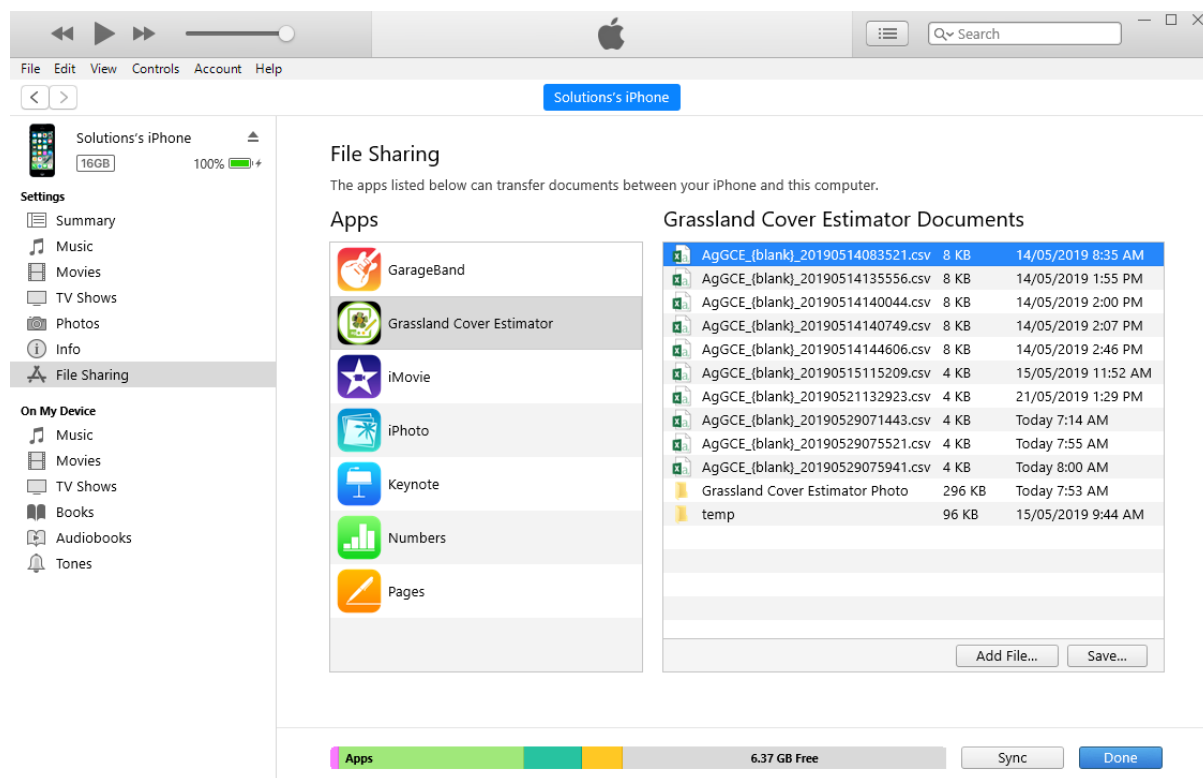 Search
File Edit View Controls Account Help
Solutions's iPhone
Solutions's iPhone
16GB 100%
Settings
Summary
Music
Movies
TV Shows
Photos
Info
File Sharing
On My Device
Music
Movies
TV Shows
Books
Audiobooks
Tones
File Sharing
The apps listed below can transfer documents between your iPhone and this computer.
Apps
GarageBand
Grassland Cover Estimator
iMovie
iPhoto
Keynote
Numbers
Pages
Grassland Cover Estimator Documents
AgGCE_{blank}_20190514083521.csv 8 KB 14/05/2019 8:35 AM
AgGCE_{blank}_20190514135556.csv 8 KB 14/05/2019 1:55 PM
AgGCE_{blank}_20190514140044.csv 8 KB 14/05/2019 2:00 PM
AgGCE_{blank}_20190514140749.csv 8 KB 14/05/2019 2:07 PM
AgGCE_{blank}_20190514144606.csv 8 KB 14/05/2019 2:46 PM
AgGCE_{blank}_20190515115209.csv 4 KB 15/05/2019 11:52 AM
AgGCE_{blank}_20190521132923.csv 4 KB 21/05/2019 1:29 PM
AgGCE_{blank}_20190529071443.csv 4 KB Today 7:14 AM
AgGCE_{blank}_20190529075521.csv 4 KB Today 7:55 AM
AgGCE_{blank}_20190529075941.csv 4 KB Today 8:00 AM
Grassland Cover Estimator Photo 296 KB Today 7:53 AM
temp 96 KB 15/05/2019 9:44 AM
Add File... Save...
Apps 6.37 GB Free Sync Done